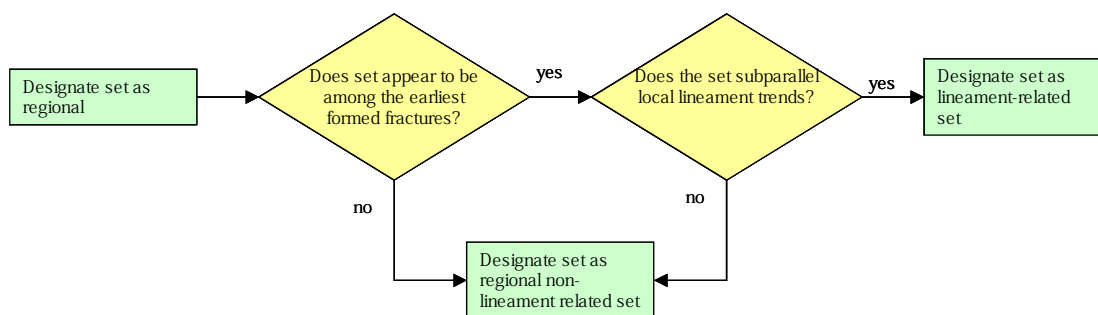 Designate set as
regional
Does set appear to be
among the earliest
formed fractures?
yes
Does the set subparallel
local lineament trends?
yes
Designate set as
lineament-related
set
no
no
Designate set as
regional non-
lineament related set